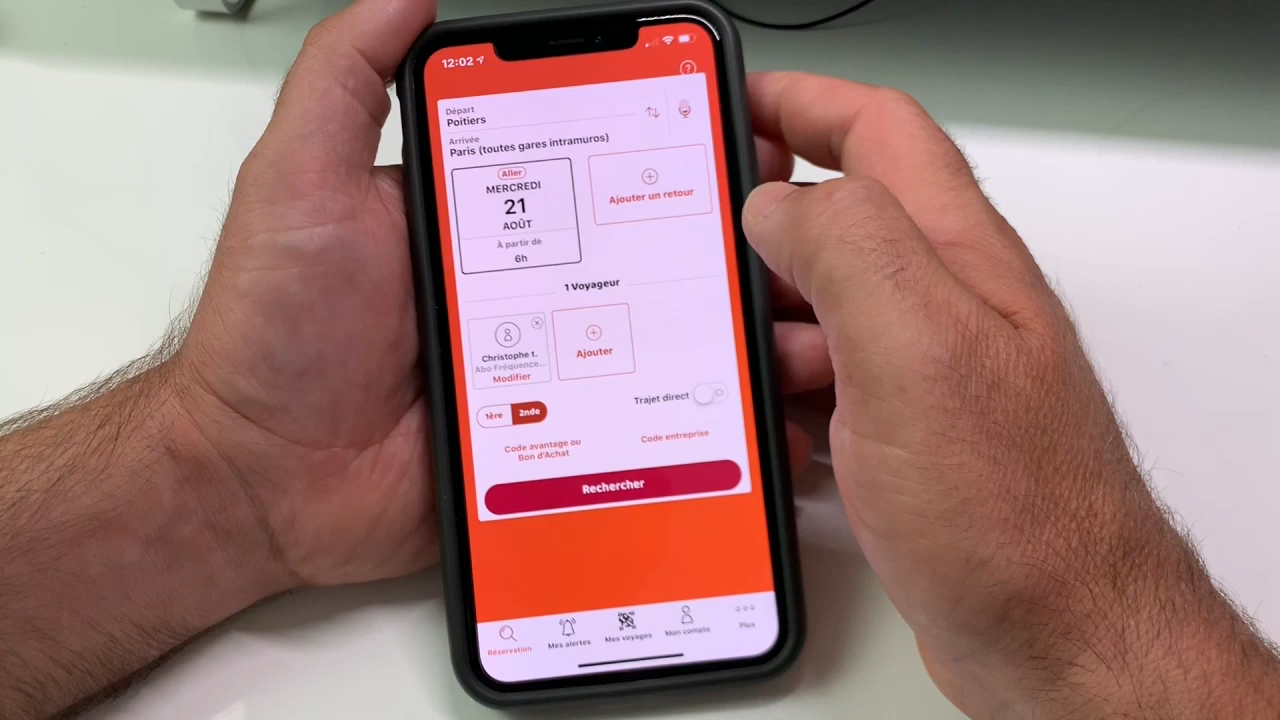 12:02
Départ
Poitiers
Arrivée
Paris (toutes gares intramuros)
Aller
MERCREDI
21
AOÛT
À partir de
6h
Ajouter un retour
1 Voyageur
Christophe t.
Abo Fréquence...
Modifier
Ajouter
1ère 2nde
Trajet direct
Code avantage ou
Bon d'Achat
Code entreprise
Rechercher
Réservation
Mes alertes
Mes voyages
Mon compte
Plus